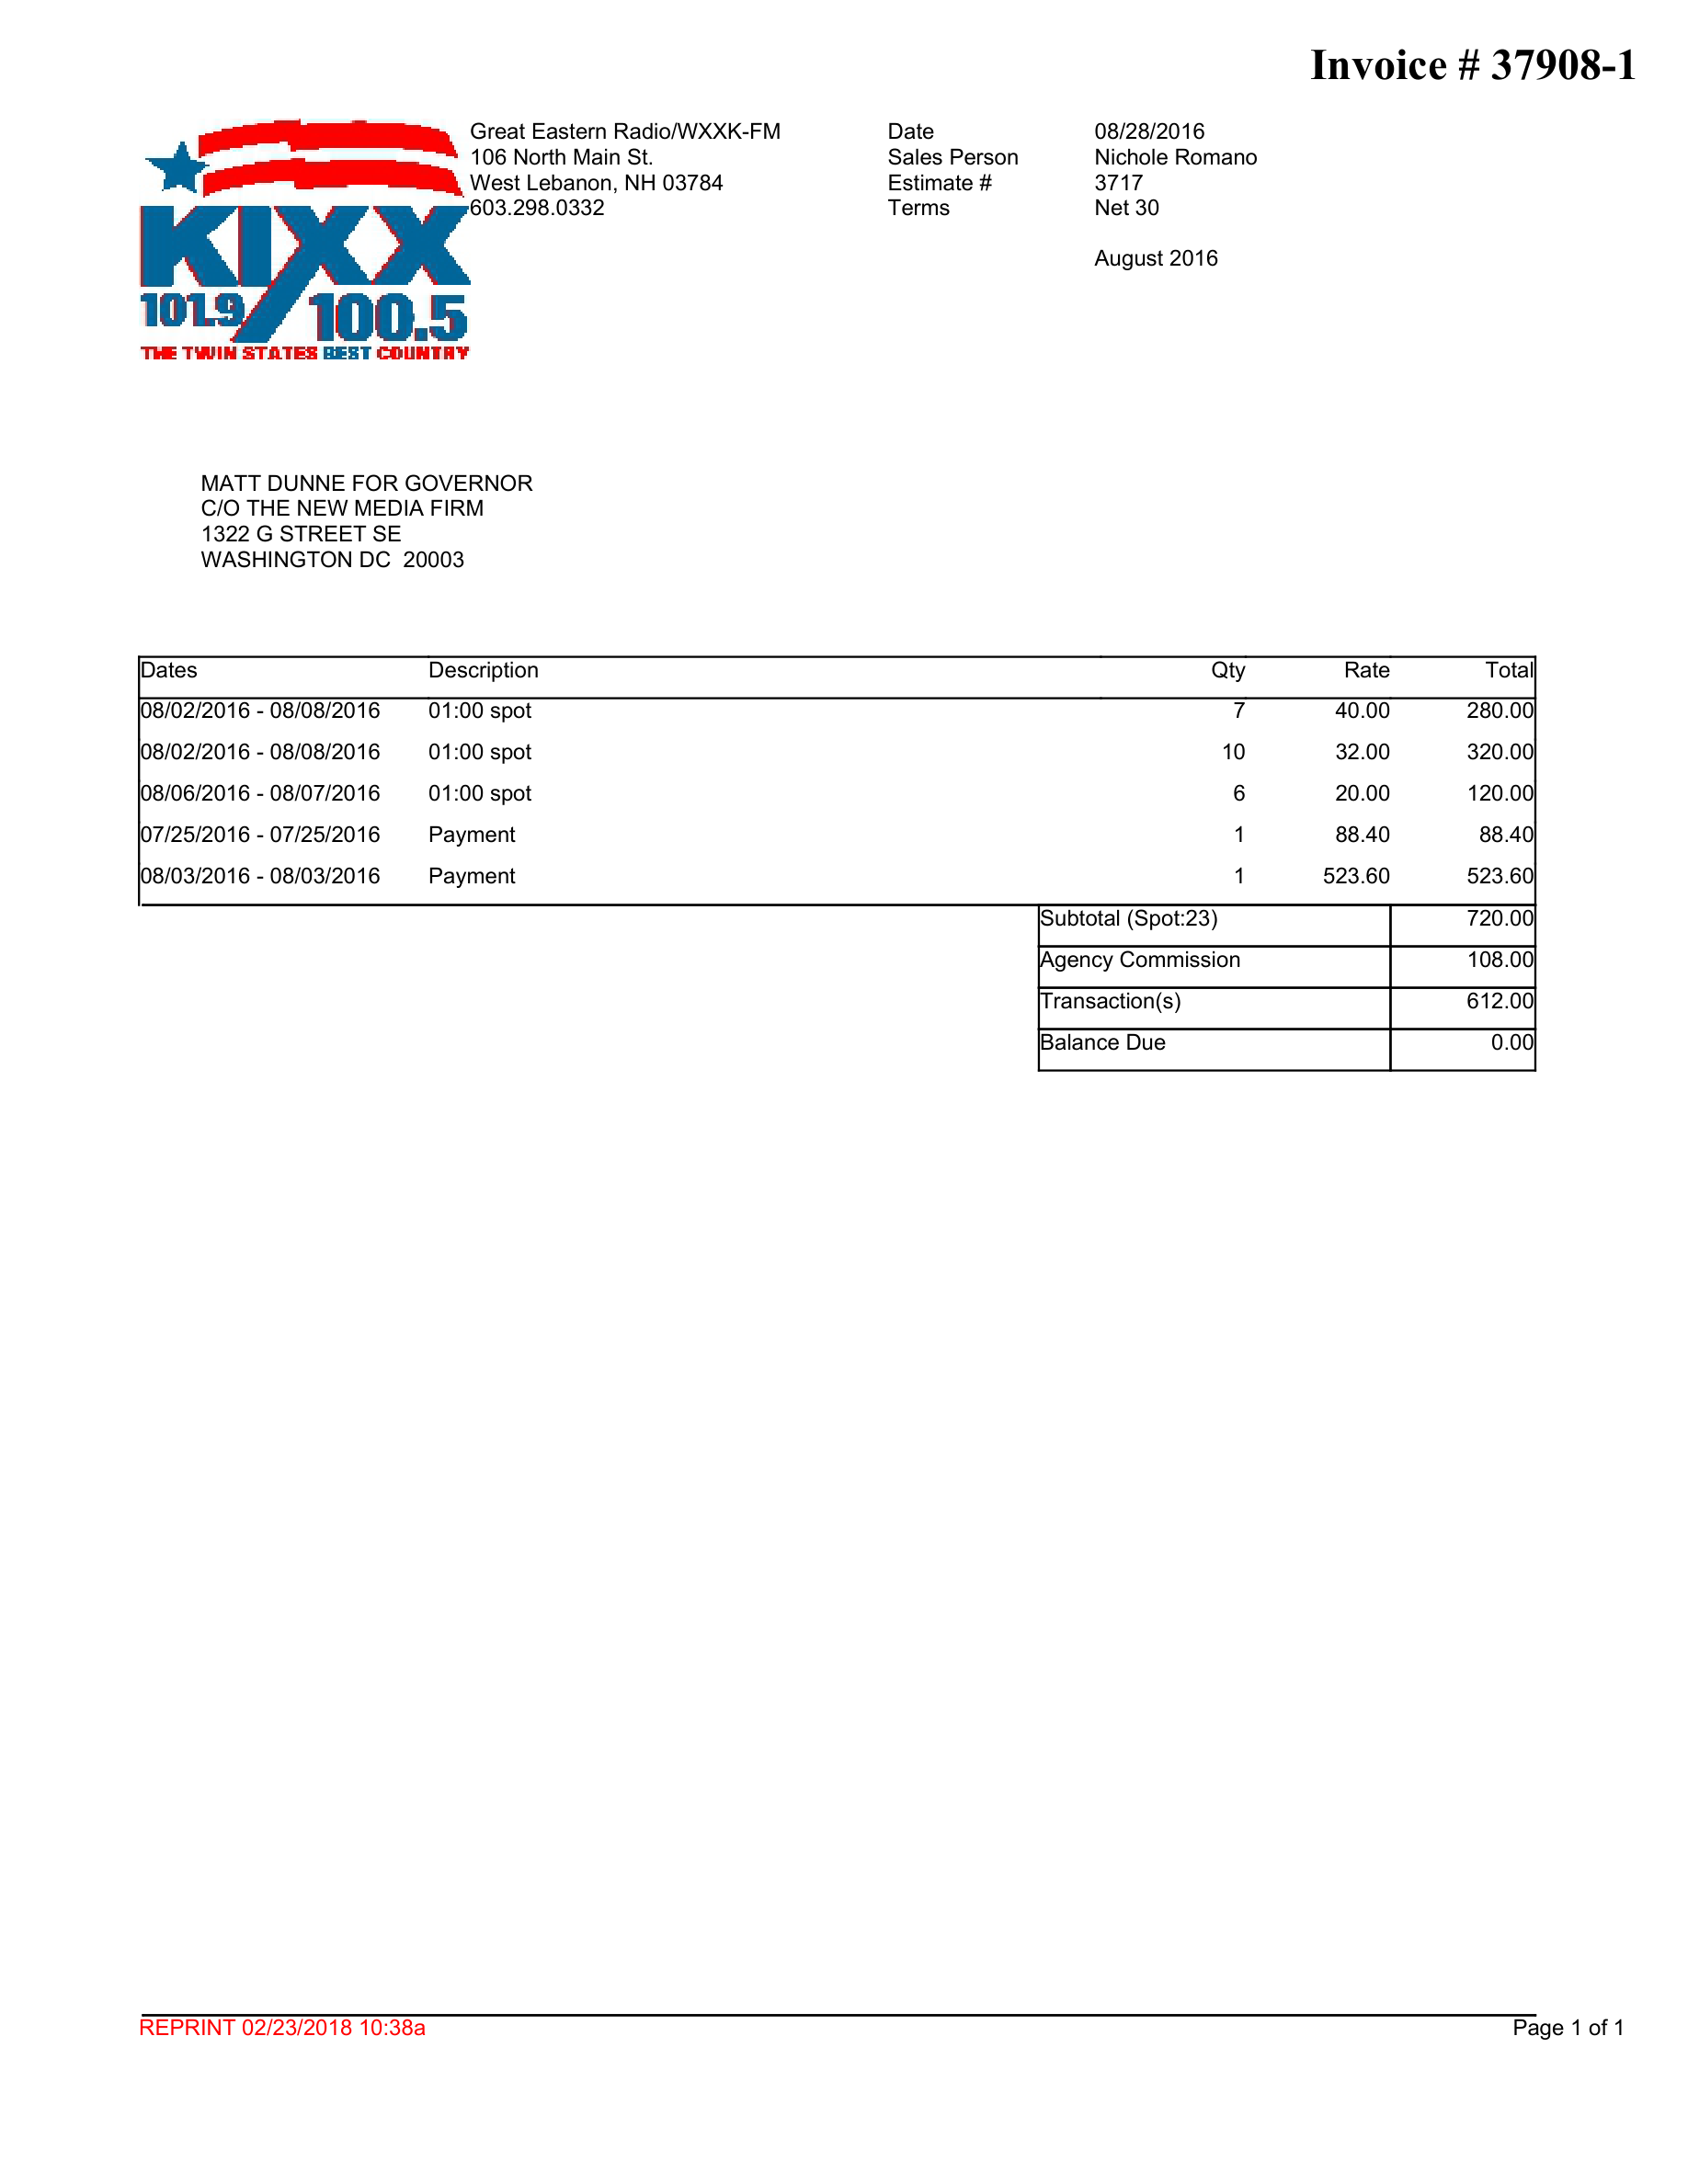 Invoice # 37908-1
KIXX
101.9 / 100.5
THE TWIN STATES BEST COUNTRY
Great Eastern Radio/WXXK-FM
106 North Main St.
West Lebanon, NH 03784
603.298.0332
Date 08/28/2016
Sales Person Nichole Romano
Estimate # 3717
Terms Net 30
August 2016
MATT DUNNE FOR GOVERNOR
C/O THE NEW MEDIA FIRM
1322 G STREET SE
WASHINGTON DC 20003
Dates Description Qty Rate Total
08/02/2016 - 08/08/2016 01:00 spot 7 40.00 280.00
08/02/2016 - 08/08/2016 01:00 spot 10 32.00 320.00
08/06/2016 - 08/07/2016 01:00 spot 6 20.00 120.00
07/25/2016 - 07/25/2016 Payment 1 88.40 88.40
08/03/2016 - 08/03/2016 Payment 1 523.60 523.60
Subtotal (Spot:23) 720.00
Agency Commission 108.00
Transaction(s) 612.00
Balance Due 0.00
REPRINT 02/23/2018 10:38a
Page 1 of 1